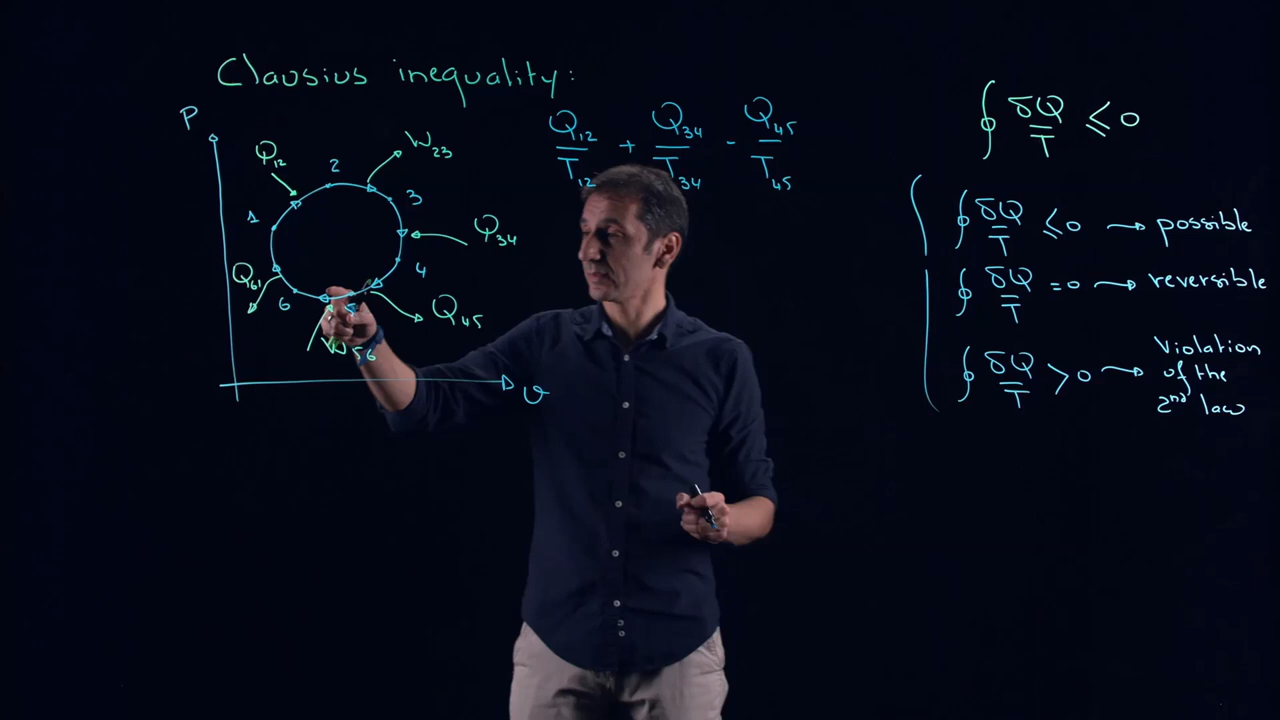 Clausius inequality:
P
Q₁₂
W₂₃
1
2
3
Q₃₄
4
Q₄₅
5
W₅₆
6
Q₆₁
v
Q₁₂/T₁₂ + Q₃₄/T₃₄ - Q₄₅/T₄₅
∮ δQ/T ≤ 0
∮ δQ/T ≤ 0 → possible
∮ δQ/T = 0 → reversible
∮ δQ/T > 0 → Violation
of the
2nd law